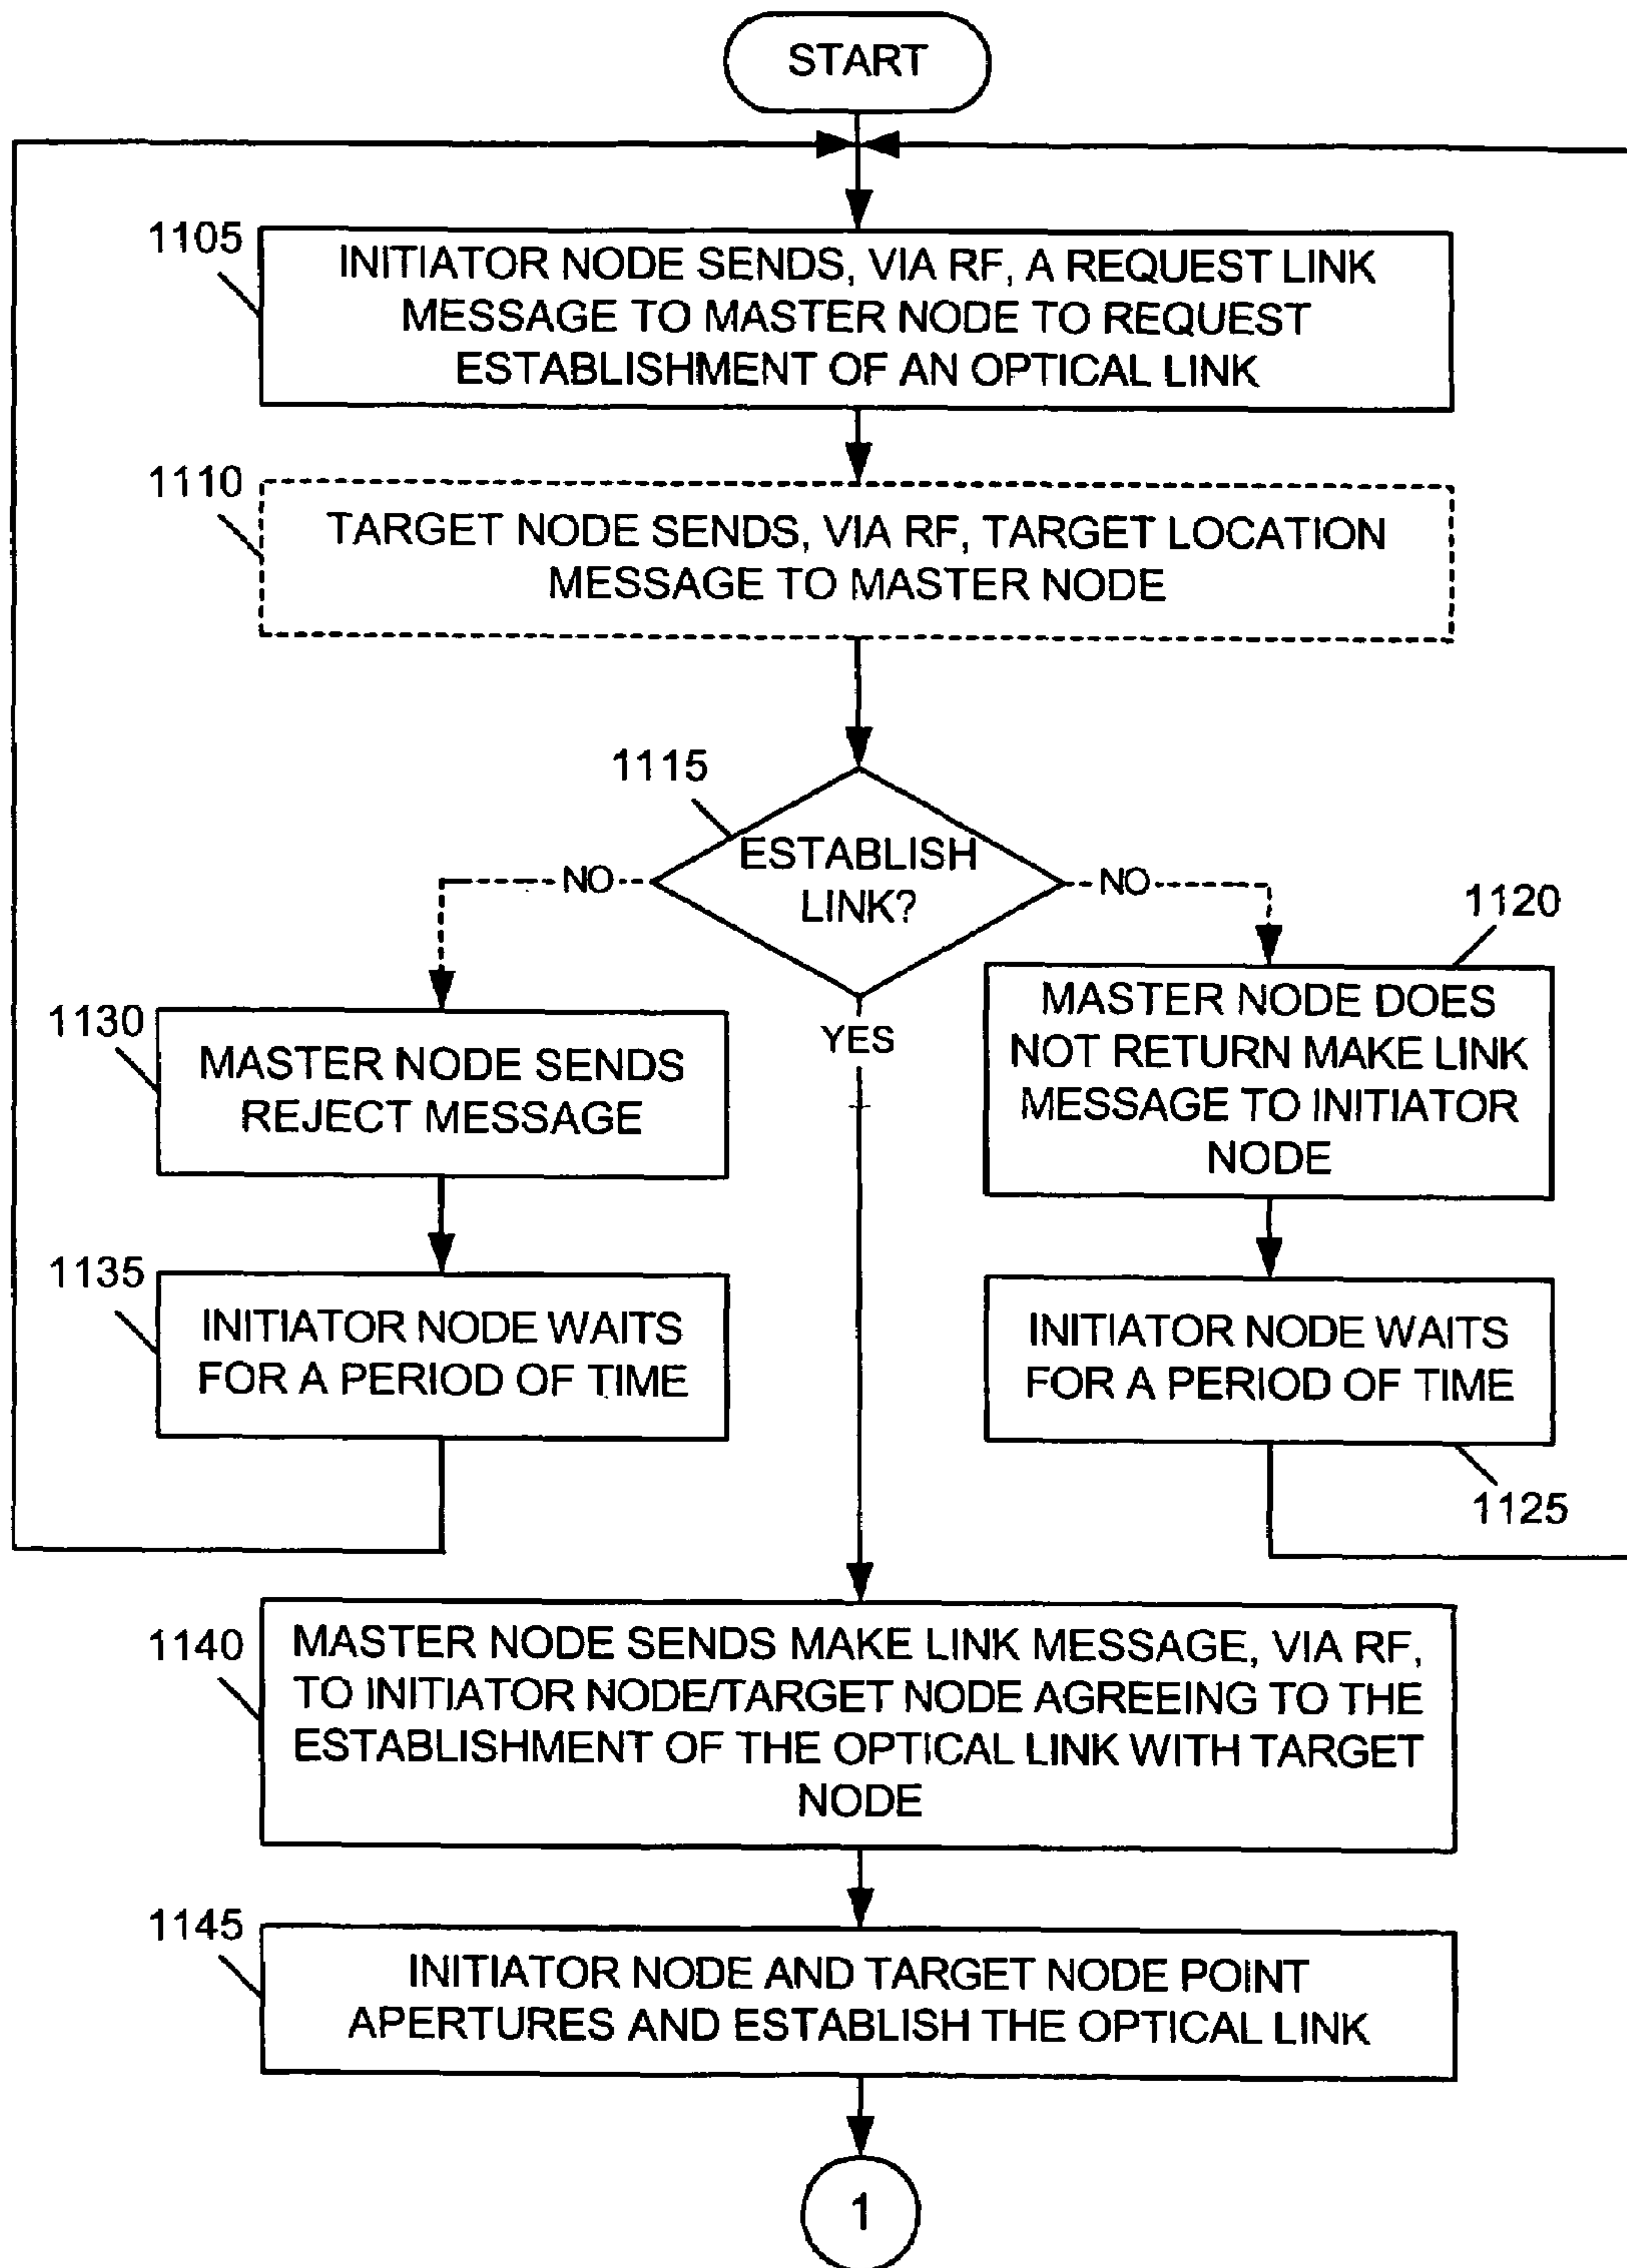 START
1105
INITIATOR NODE SENDS, VIA RF, A REQUEST LINK
MESSAGE TO MASTER NODE TO REQUEST
ESTABLISHMENT OF AN OPTICAL LINK
1110
TARGET NODE SENDS, VIA RF, TARGET LOCATION
MESSAGE TO MASTER NODE
1115
ESTABLISH
LINK?
NO
NO
YES
1130
MASTER NODE SENDS
REJECT MESSAGE
1120
MASTER NODE DOES
NOT RETURN MAKE LINK
MESSAGE TO INITIATOR
NODE
1135
INITIATOR NODE WAITS
FOR A PERIOD OF TIME
INITIATOR NODE WAITS
FOR A PERIOD OF TIME
1125
1140
MASTER NODE SENDS MAKE LINK MESSAGE, VIA RF,
TO INITIATOR NODE/TARGET NODE AGREEING TO THE
ESTABLISHMENT OF THE OPTICAL LINK WITH TARGET
NODE
1145
INITIATOR NODE AND TARGET NODE POINT
APERTURES AND ESTABLISH THE OPTICAL LINK
1